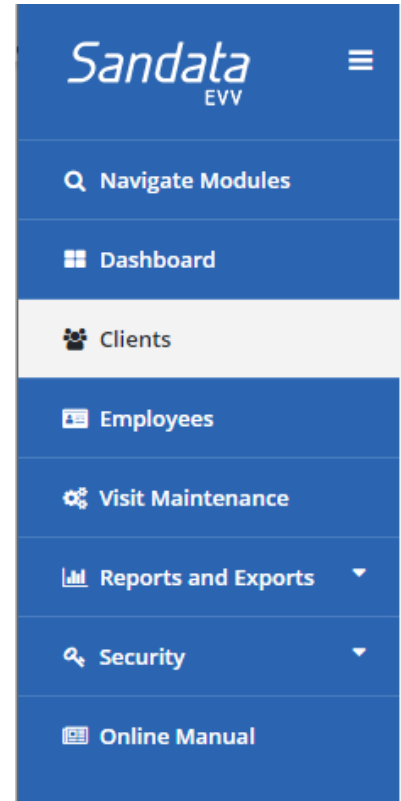 Sandata
EVV
Navigate Modules
Dashboard
Clients
Employees
Visit Maintenance
Reports and Exports
Security
Online Manual